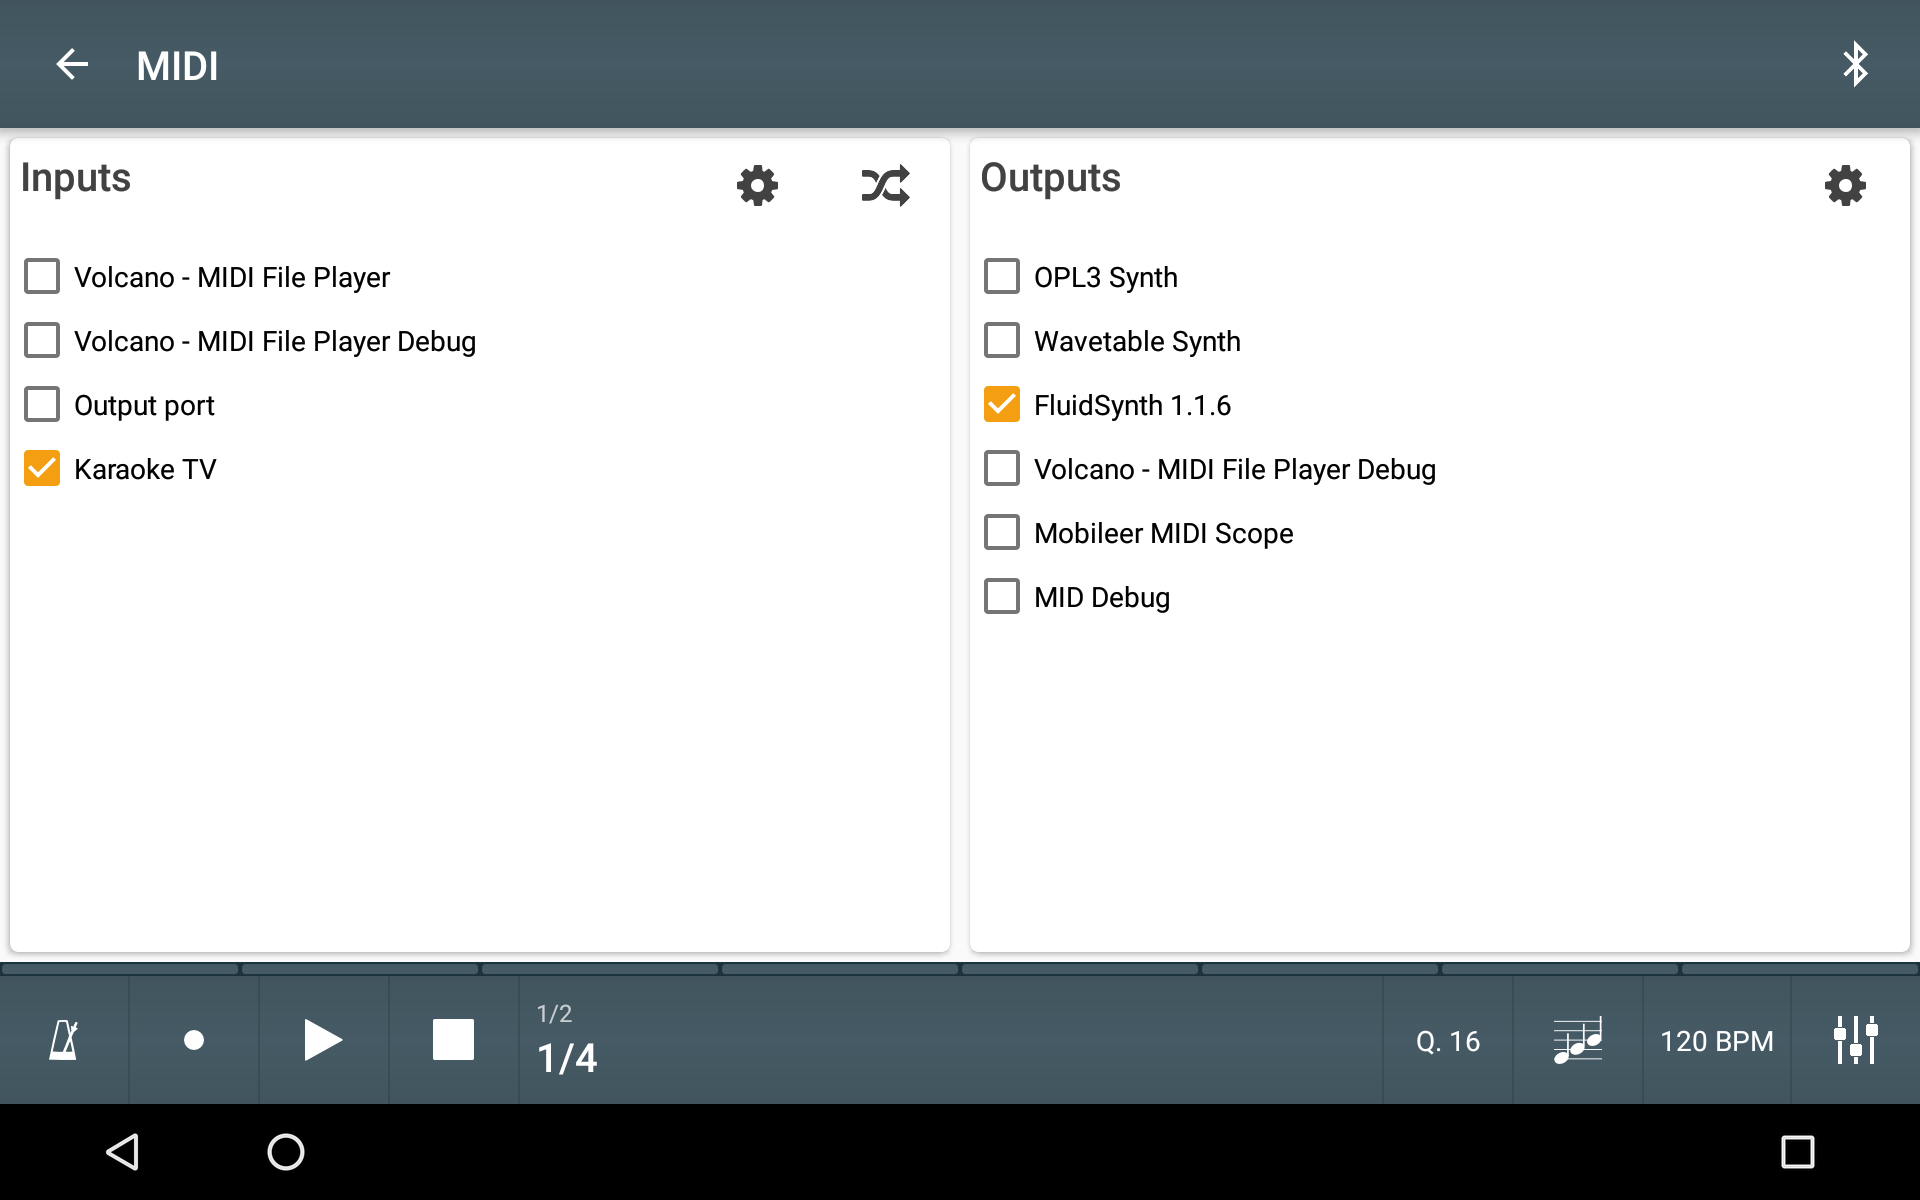 MIDI
Inputs
Volcano - MIDI File Player
Volcano - MIDI File Player Debug
Output port
Karaoke TV
Outputs
OPL3 Synth
Wavetable Synth
FluidSynth 1.1.6
Volcano - MIDI File Player Debug
Mobileer MIDI Scope
MID Debug
1/2
1/4
Q. 16
120 BPM